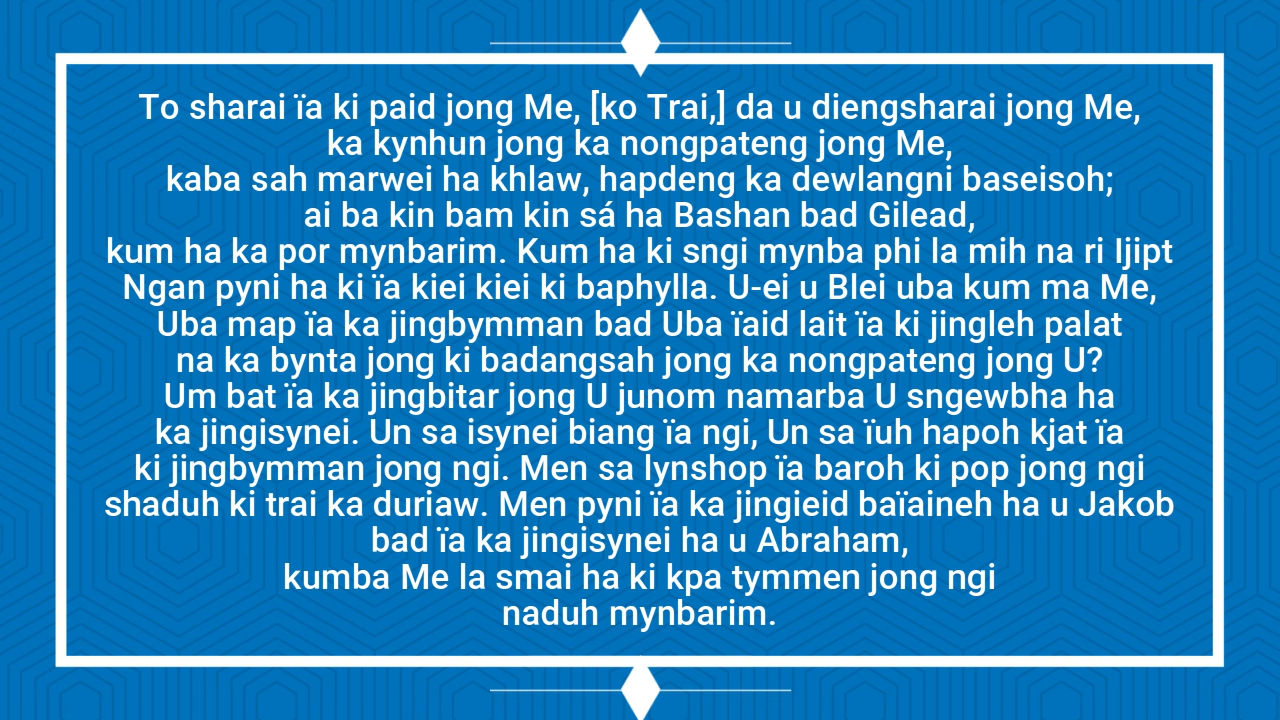 To sharai ïa ki paid jong Me, [ko Trai,] da u diengsharai jong Me,
ka kynhun jong ka nongpateng jong Me,
kaba sah marwei ha khlaw, hapdeng ka dewlangni baseisoh;
ai ba kin bam kin sá ha Bashan bad Gilead,
kum ha ka por mynbarim. Kum ha ki sngi mynba phi la mih na ri Ijipt
Ngan pyni ha ki ïa kiei kiei ki baphylla. U-ei u Blei uba kum ma Me,
Uba map ïa ka jingbymman bad Uba ïaid lait ïa ki jingleh palat
na ka bynta jong ki badangsah jong ka nongpateng jong U?
Um bat ïa ka jingbitar jong U junom namarba U sngewbha ha
ka jingisynei. Un sa isynei biang ïa ngi, Un sa ïuh hapoh kjat ïa
ki jingbymman jong ngi. Men sa lynshop ïa baroh ki pop jong ngi
shaduh ki trai ka duriaw. Men pyni ïa ka jingieid baïaineh ha u Jakob
bad ïa ka jingisynei ha u Abraham,
kumba Me la smai ha ki kpa tymmen jong ngi
naduh mynbarim.